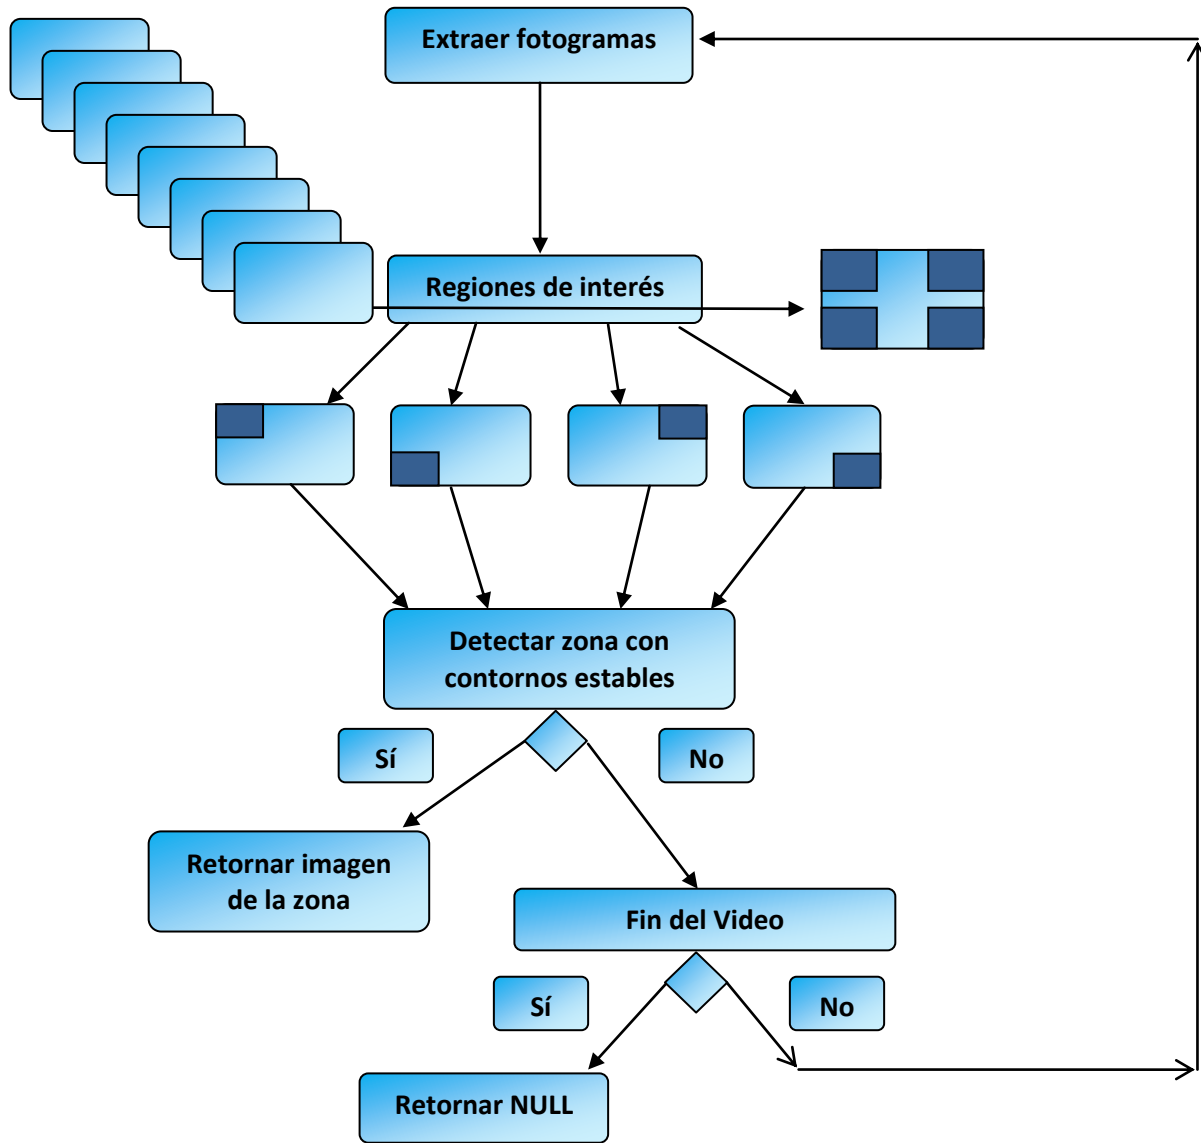 Extraer fotogramas
Regiones de interés
Detectar zona con
contornos estables
Sí
No
Retornar imagen
de la zona
Fin del Video
Sí
No
Retornar NULL